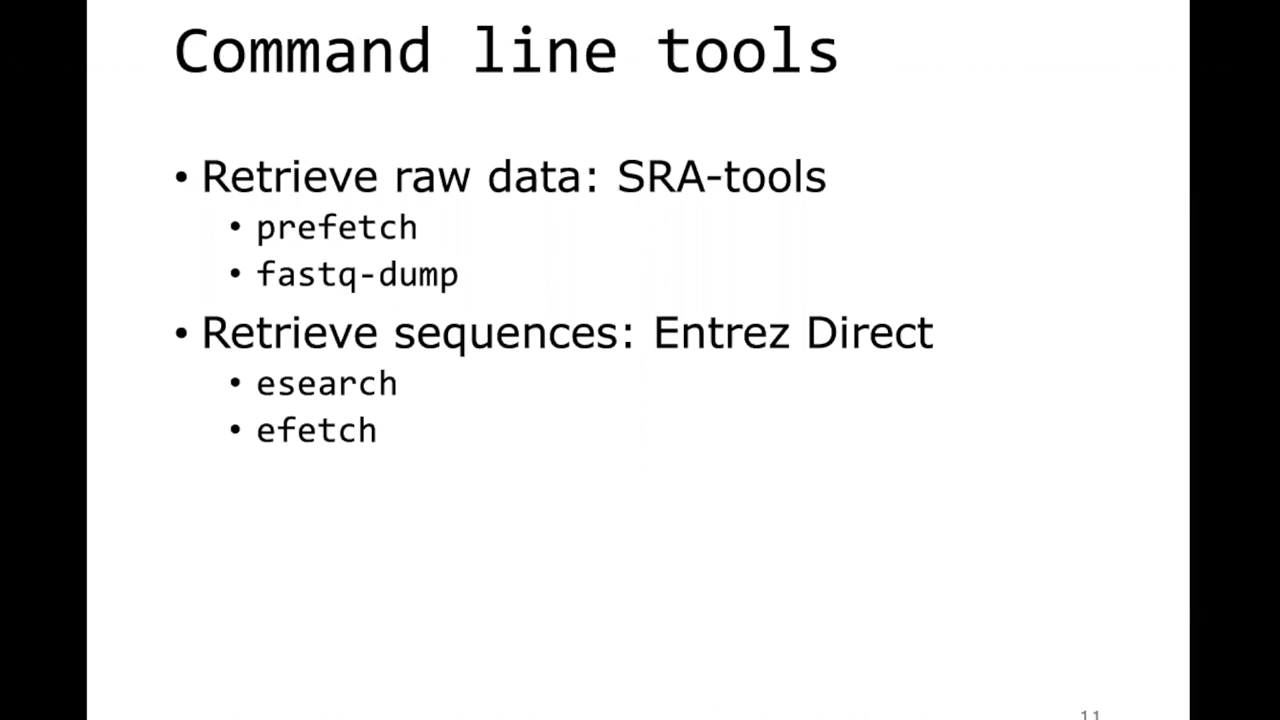 Command line tools
• Retrieve raw data: SRA-tools
• prefetch
• fastq-dump
• Retrieve sequences: Entrez Direct
• esearch
• efetch
11